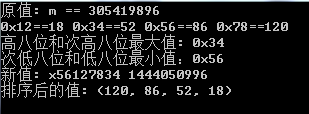 原值: m == 305419896
0x12==18 0x34==52 0x56==86 0x78==120
高八位和次高八位最大值: 0x34
次低八位和低八位最小值: 0x56
新值: x56127834 1444050996
排序后的值: (120, 86, 52, 18)